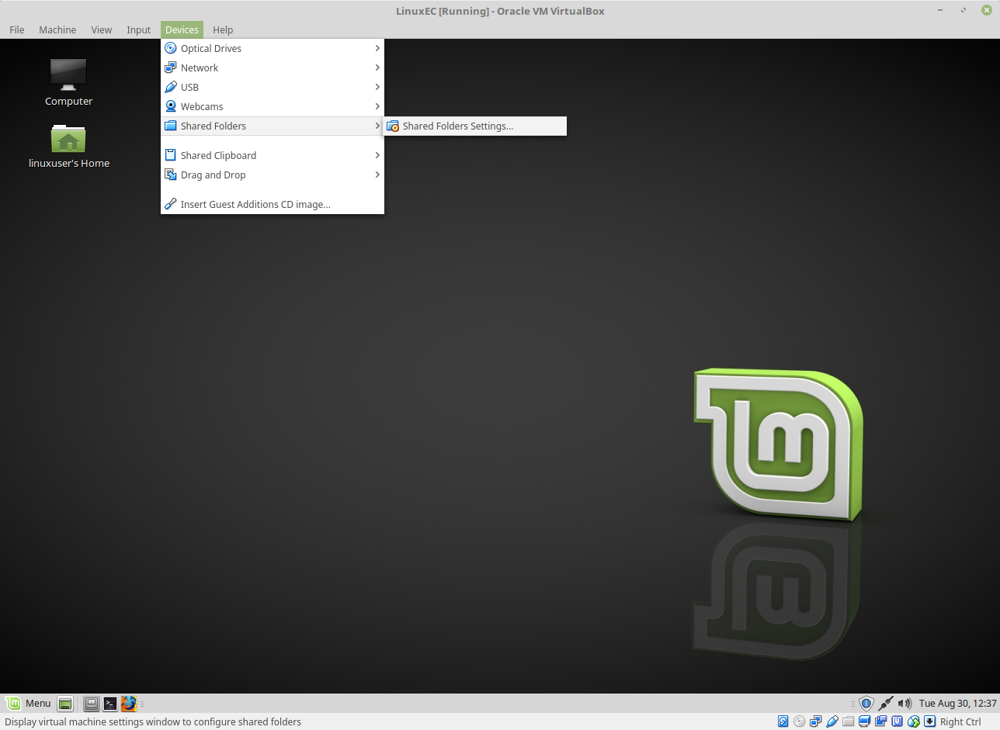 LinuxEC [Running] - Oracle VM VirtualBox
File Machine View Input Devices Help
Optical Drives
Network
USB
Webcams
Shared Folders
Shared Folders Settings...
Shared Clipboard
Drag and Drop
Insert Guest Additions CD image...
Computer
linuxuser's Home
lm
Menu
Tue Aug 30, 12:37
Display virtual machine settings window to configure shared folders
Right Ctrl